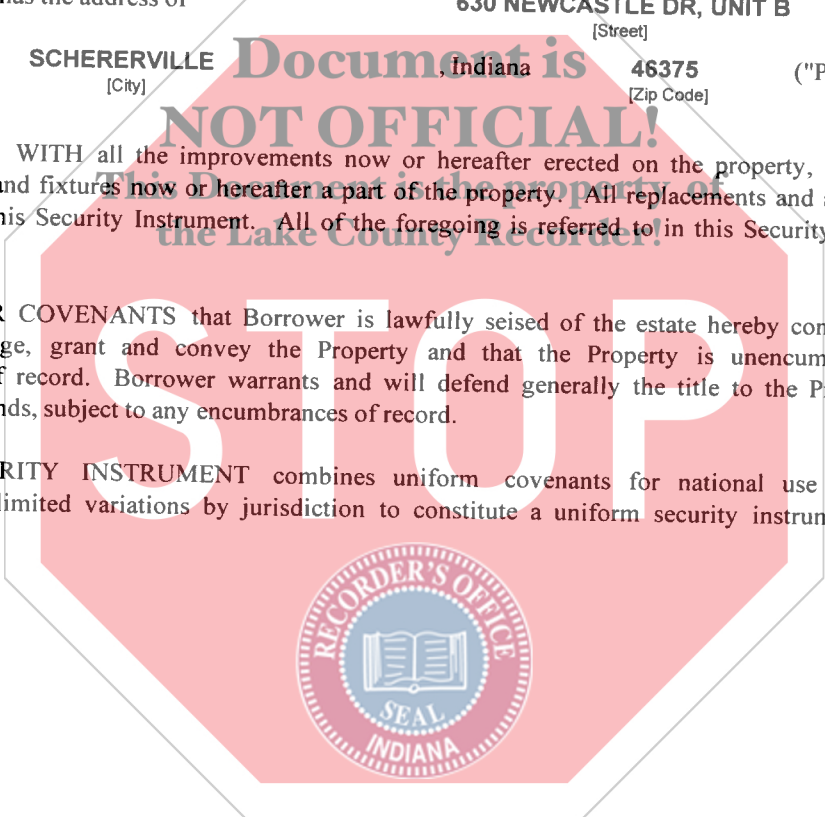 has the address of
630 NEWCASTLE DR, UNIT B
[Street]
SCHERERVILLE , Indiana 46375 ("P
[City] [Zip Code]
Document is
NOT OFFICIAL!
This Document is the property of
the Lake County Recorder!
WITH all the improvements now or hereafter erected on the property,
and fixtures now or hereafter a part of the property. All replacements and
his Security Instrument. All of the foregoing is referred to in this Security
R COVENANTS that Borrower is lawfully seised of the estate hereby con
ge, grant and convey the Property and that the Property is unencum
f record. Borrower warrants and will defend generally the title to the P
nds, subject to any encumbrances of record.
STOP
RITY INSTRUMENT combines uniform covenants for national use
limited variations by jurisdiction to constitute a uniform security instrum
RECORDER'S OFFICE
SEAL
INDIANA